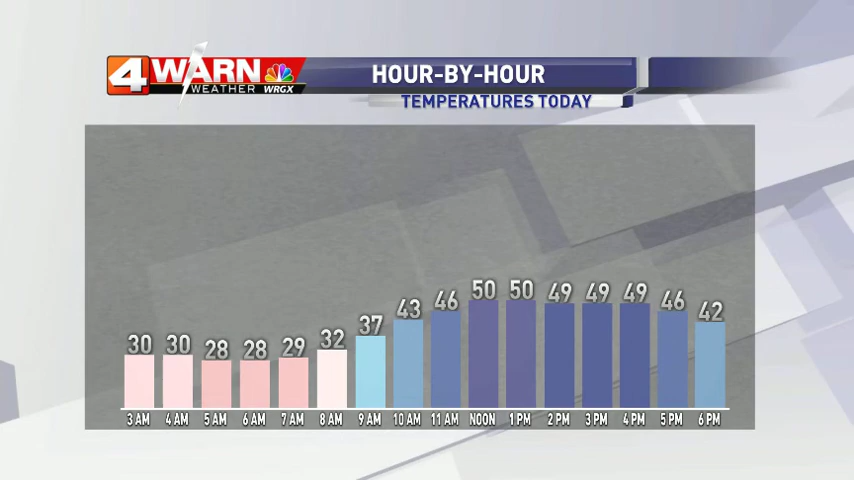 4 WARN
WEATHER WRGX
HOUR-BY-HOUR
TEMPERATURES TODAY
30 30 28 28 29 32 37 43 46 50 50 49 49 49 46 42
3 AM 4 AM 5 AM 6 AM 7 AM 8 AM 9 AM 10 AM 11 AM NOON 1 PM 2 PM 3 PM 4 PM 5 PM 6 PM